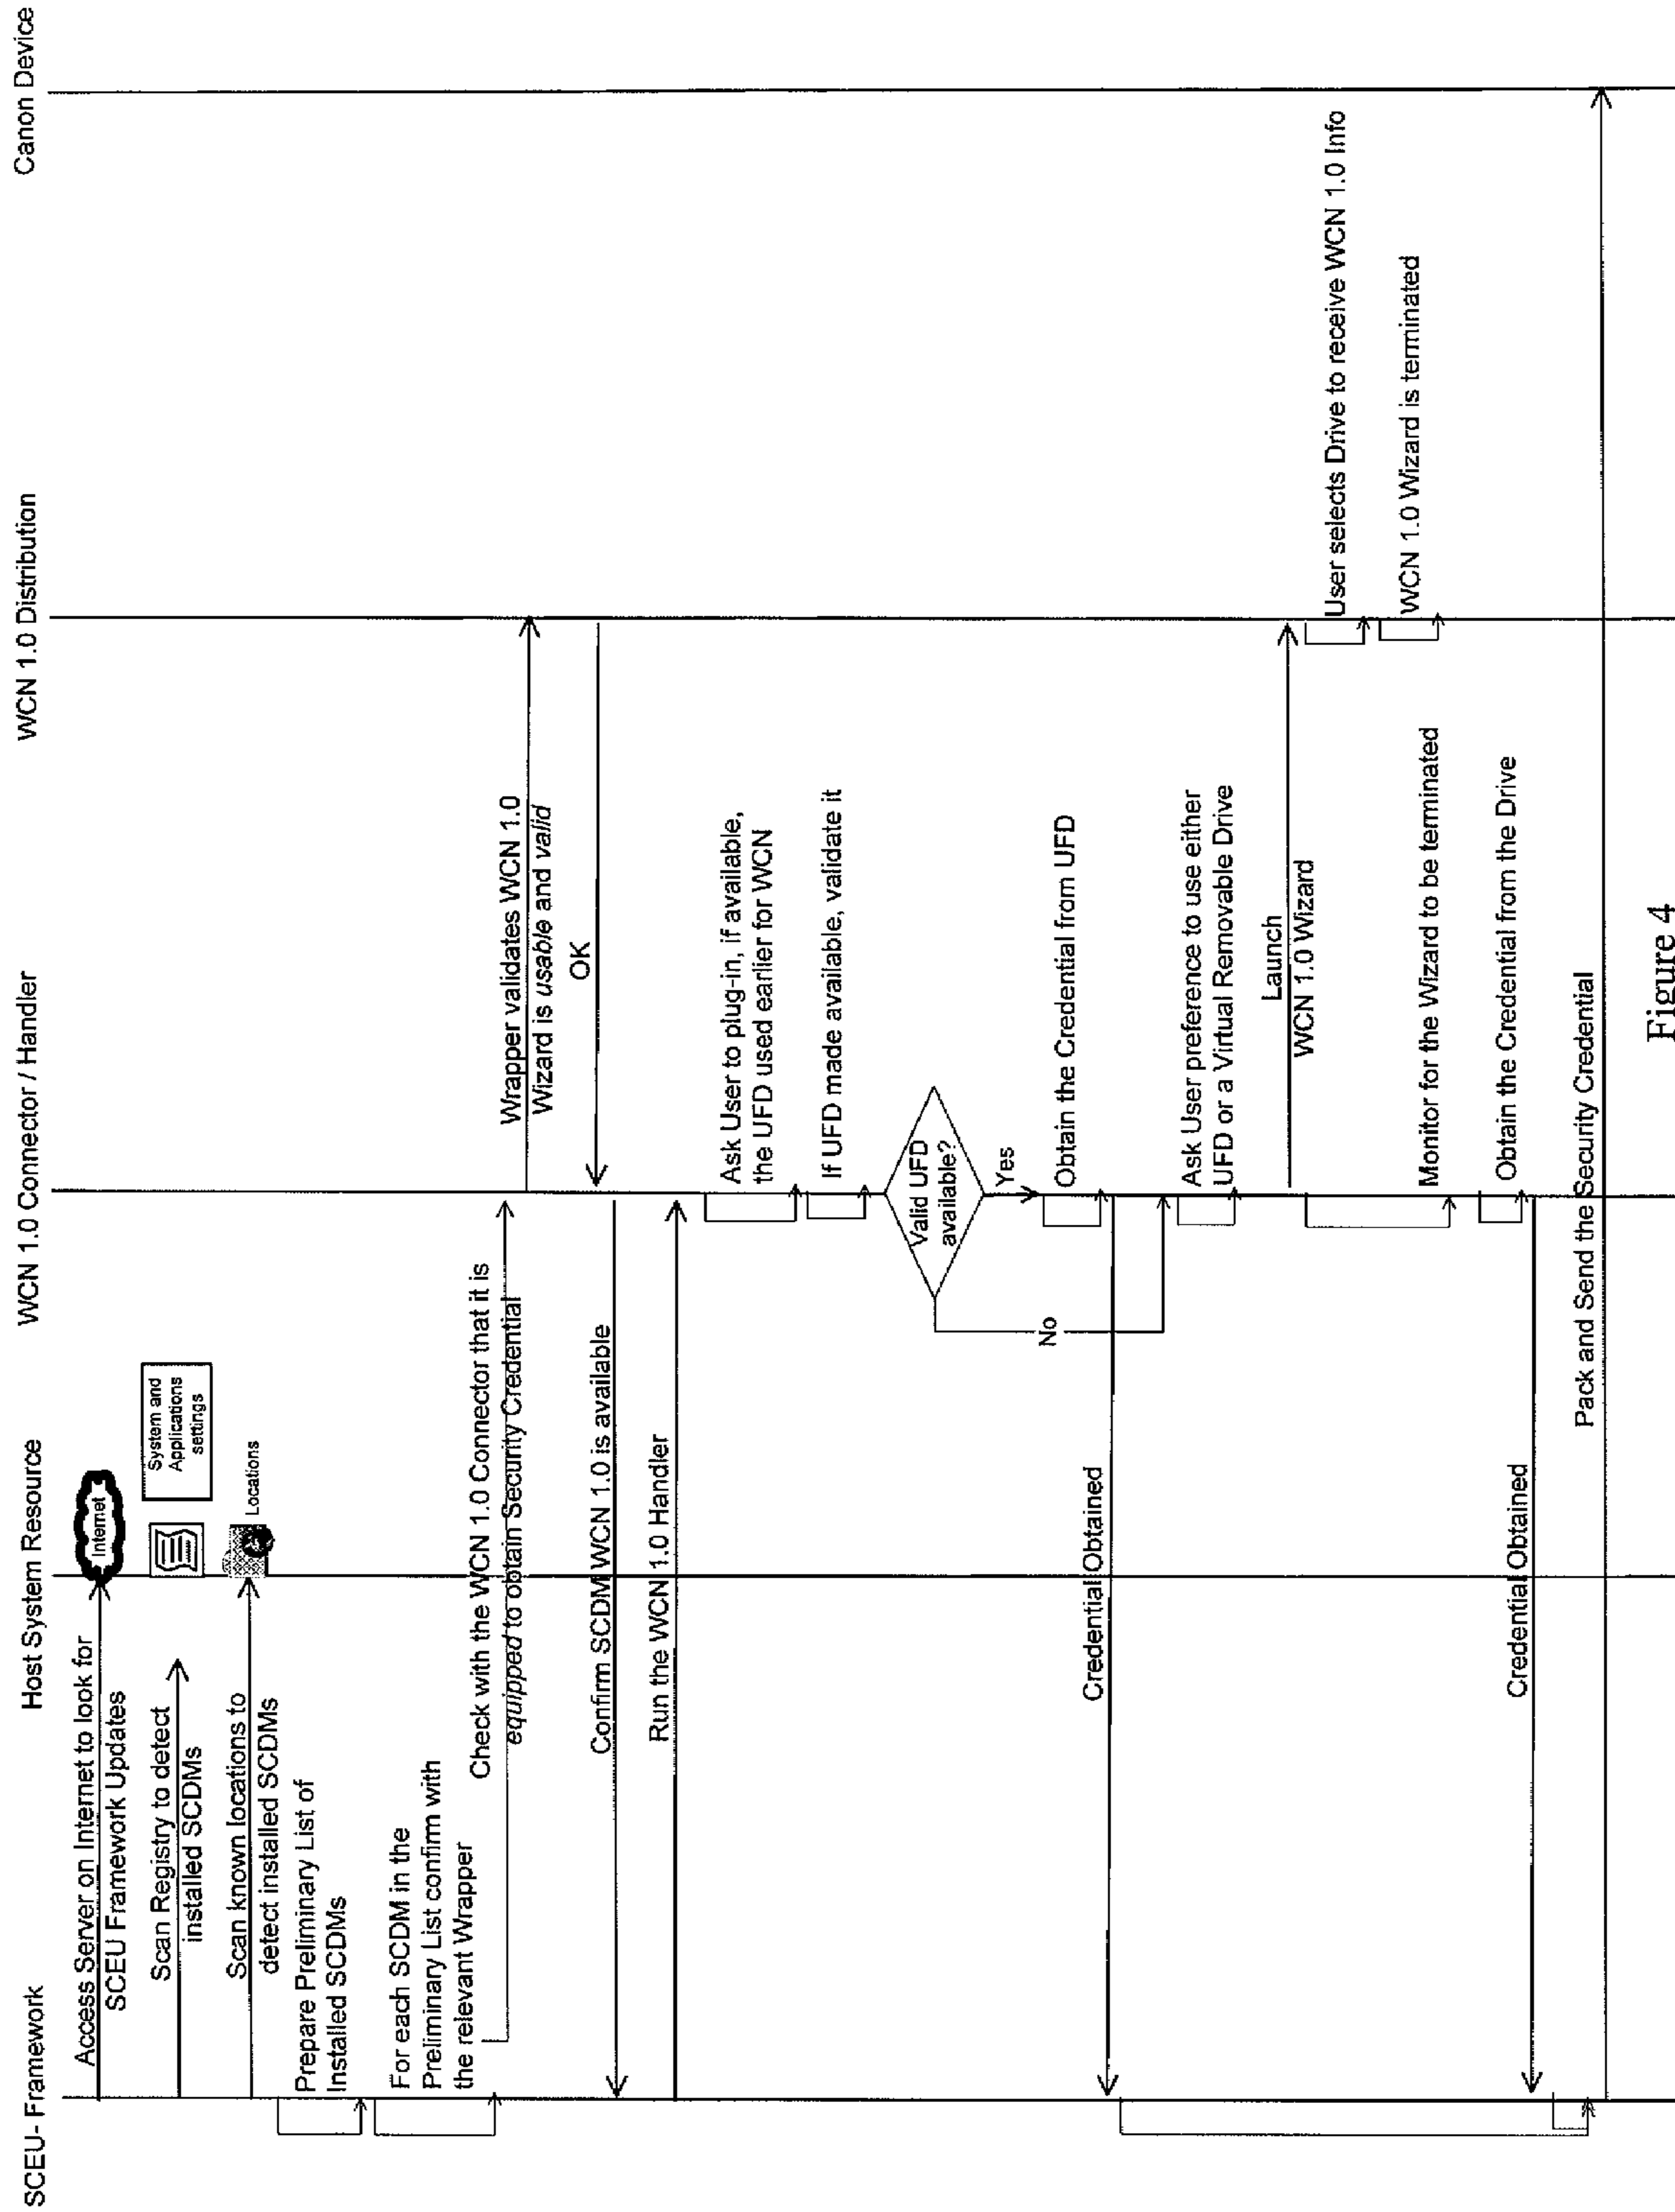 SCEU- Framework
Host System Resource
WCN 1.0 Connector / Handler
WCN 1.0 Distribution
Canon Device
Access Server on Internet to look for
SCEU Framework Updates
Internet
Scan Registry to detect
installed SCDMs
System and
Applications
settings
Scan known locations to
detect installed SCDMs
Locations
Prepare Preliminary List of
Installed SCDMs
For each SCDM in the
Preliminary List confirm with
the relevant Wrapper
Check with the WCN 1.0 Connector that it is
equipped to obtain Security Credential
Wrapper validates WCN 1.0
Wizard is usable and valid
OK
Confirm SCDM WCN 1.0 is available
Run the WCN 1.0 Handler
Ask User to plug-in, if available,
the UFD used earlier for WCN
If UFD made available, validate it
Valid UFD
available?
Yes
No
Obtain the Credential from UFD
Credential Obtained
Ask User preference to use either
UFD or a Virtual Removable Drive
Launch
WCN 1.0 Wizard
User selects Drive to receive WCN 1.0 Info
WCN 1.0 Wizard is terminated
Monitor for the Wizard to be terminated
Obtain the Credential from the Drive
Credential Obtained
Pack and Send the Security Credential
Figure 4